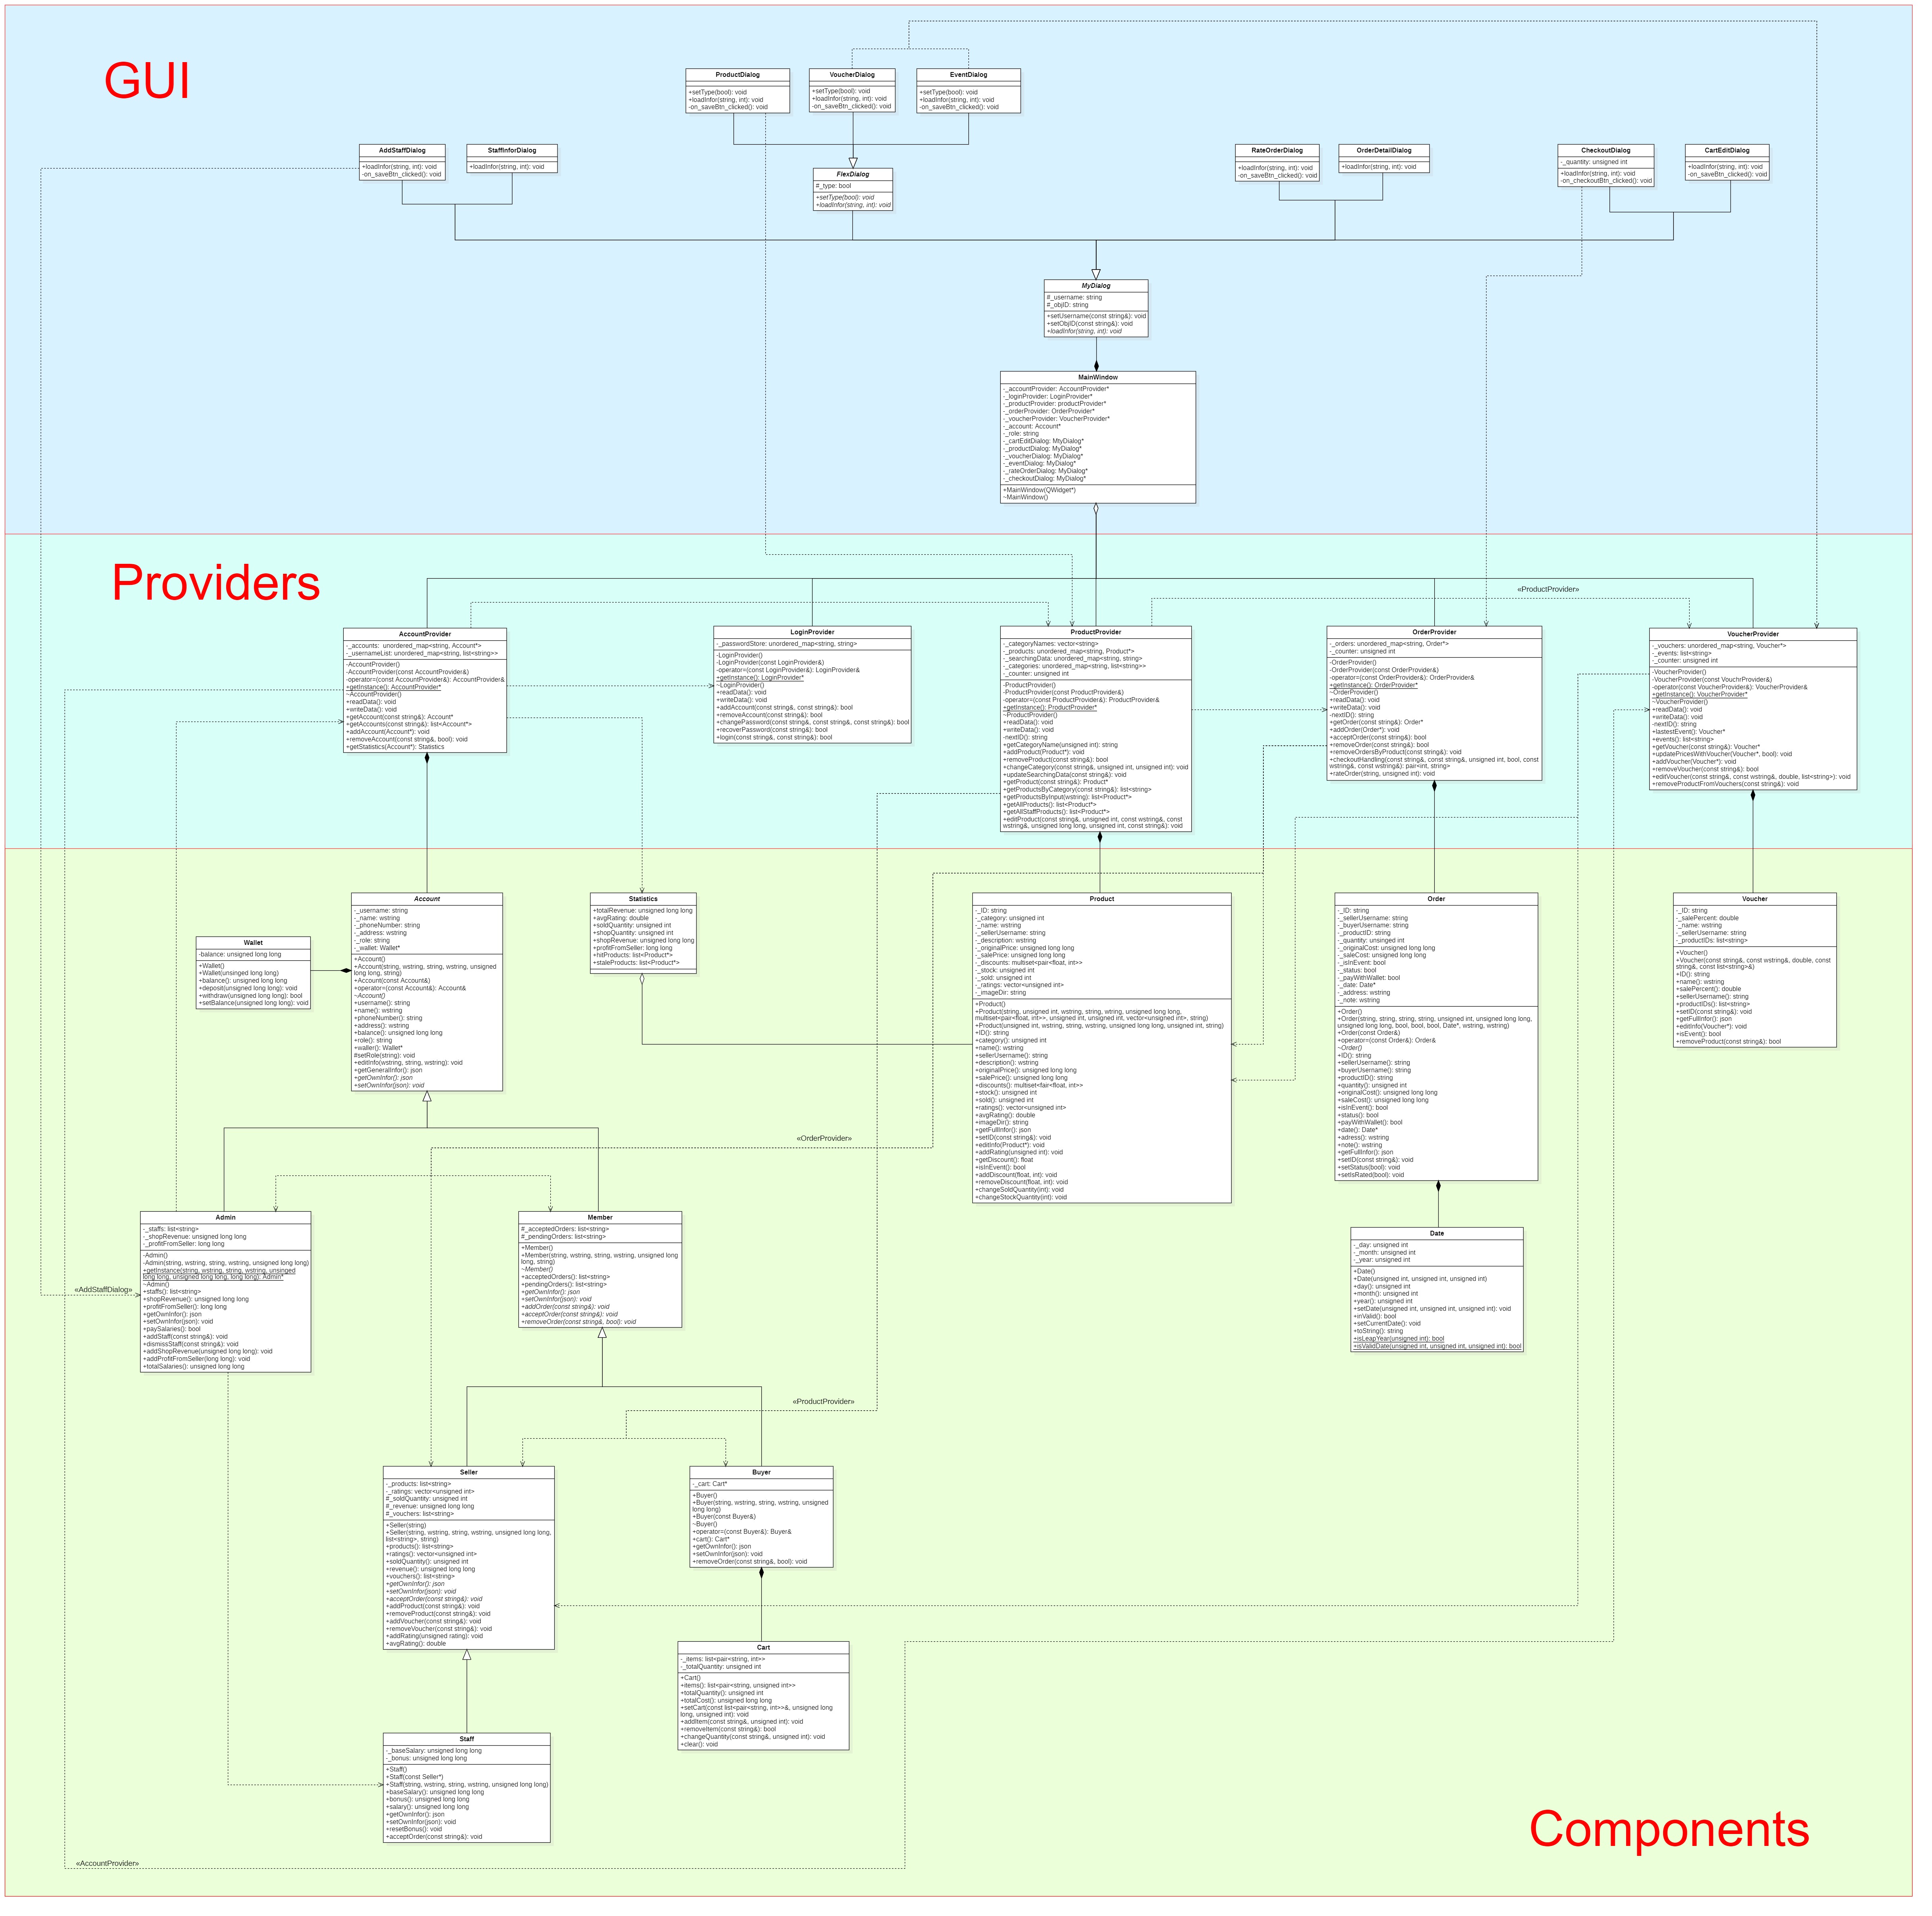 GUI
ProductDialog
+setType(bool): void
+loadInfor(string, int): void
-on_saveBtn_clicked(): void
VoucherDialog
+setType(bool): void
+loadInfor(string, int): void
-on_saveBtn_clicked(): void
EventDialog
+setType(bool): void
+loadInfor(string, int): void
-on_saveBtn_clicked(): void
AddStaffDialog
+loadInfor(string, int): void
-on_saveBtn_clicked(): void
StaffInforDialog
+loadInfor(string, int): void
FlexDialog
#_type: bool
+setType(bool): void
+loadInfor(string, int): void
RateOrderDialog
+loadInfor(string, int): void
-on_saveBtn_clicked(): void
OrderDetailDialog
+loadInfor(string, int): void
CheckoutDialog
-_quantity: unsigned int
+loadInfor(string, int): void
-on_checkoutBtn_clicked(): void
CartEditDialog
+loadInfor(string, int): void
-on_saveBtn_clicked(): void
MyDialog
#_username: string
#_objID: string
+setUsername(const string&): void
+setObjID(const string&): void
+loadInfor(string, int): void
MainWindow
-_accountProvider: AccountProvider*
-_loginProvider: LoginProvider*
-_productProvider: productProvider*
-_orderProvider: OrderProvider*
-_voucherProvider: VoucherProvider*
-_account: Account*
-_role: string
-_cartEditDialog: MtyDialog*
-_productDialog: MyDialog*
-_voucherDialog: MyDialog*
-_eventDialog: MyDialog*
-_rateOrderDialog: MyDialog*
-_checkoutDialog: MyDialog*
+MainWindow(QWidget*)
~MainWindow()
Providers
«ProductProvider»
AccountProvider
-_accounts: unordered_map<string, Account*>
-_usernameList: unordered_map<string, list<string>>
-AccountProvider()
-AccountProvider(const AccountProvider&)
-operator=(const AccountProvider&): AccountProvider&
+getInstance(): AccountProvider*
~AccountProvider()
+readData(): void
+writeData(): void
+getAccount(const string&): Account*
+getAccounts(const string&): list<Account*>
+addAccount(Account*): void
+removeAccount(const string&, bool): void
+getStatistics(Account*): Statistics
LoginProvider
-_passwordStore: unordered_map<string, string>
-LoginProvider()
-LoginProvider(const LoginProvider&)
-operator=(const LoginProvider&): LoginProvider&
+getInstance(): LoginProvider*
~LoginProvider()
+readData(): void
+writeData(): void
+addAccount(const string&, const string&): bool
+removeAccount(const string&): bool
+changePassword(const string&, const string&, const string&): bool
+recoverPassword(const string&): bool
+login(const string&, const string&): bool
ProductProvider
-_categoryNames: vector<string>
-_products: unordered_map<string, Product*>
-_searchingData: unordered_map<string, string>
-_categories: unordered_map<string, list<string>>
-_counter: unsigned int
-ProductProvider()
-ProductProvider(const ProductProvider&)
-operator=(const ProductProvider&): ProductProvider&
+getInstance(): ProductProvider*
~ProductProvider()
+readData(): void
+writeData(): void
-nextID(): string
+getCategoryName(unsigned int): string
+addProduct(Product*): void
+removeProduct(const string&): bool
+changeCategory(const string&, unsigned int, unsigned int): void
+updateSearchingData(const string&): void
+getProduct(const string&): Product*
+getProductsByCategory(const string&): list<string>
+getProductsByInput(wstring): list<Product*>
+getAllProducts(): list<Product*>
+getAllStaffProducts(): list<Product*>
+editProduct(const string&, unsigned int, const wstring&, const
wstring&, unsigned long long, unsigned int, const string&): void
OrderProvider
-_orders: unordered_map<string, Order*>
-_counter: unsigned int
-OrderProvider()
-OrderProvider(const OrderProvider&)
-operator=(const OrderProvider&): OrderProvider&
+getInstance(): OrderProvider*
~OrderProvider()
+readData(): void
+writeData(): void
-nextID(): string
+getOrder(const string&): Order*
+addOrder(Order*): void
+acceptOrder(const string&): bool
+removeOrder(const string&): bool
+removeOrdersByProduct(const string&): void
+checkoutHandling(const string&, const string&, unsigned int, bool, const
wstring&, const wstring&): pair<int, string>
+rateOrder(string, unsigned int): void
VoucherProvider
-_vouchers: unordered_map<string, Voucher*>
-_events: list<string>
-_counter: unsigned int
-VoucherProvider()
-VoucherProvider(const VouchrProvider&)
-operator(const VoucherProvider&): VoucherProvider&
+getInstance(): VoucherProvider*
~VoucherProvider()
+readData(): void
+writeData(): void
-nextID(): string
+lastestEvent(): Voucher*
+events(): list<string>
+getVoucher(const string&): Voucher*
+updatePricesWithVoucher(Voucher*, bool): void
+addVoucher(Voucher*): void
+removeVoucher(const string&): bool
+editVoucher(const string&, const wstring&, double, list<string>): void
+removeProductFromVouchers(const string&): void
Wallet
-balance: unsigned long long
+Wallet()
+Wallet(unsinged long long)
+balance(): unsigned long long
+deposit(unsigned long long): void
+withdraw(unsigned long long): bool
+setBalance(unsigned long long): void
Account
-_username: string
-_name: wstring
-_phoneNumber: string
-_address: wstring
-_role: string
-_wallet: Wallet*
+Account()
+Account(string, wstring, string, wstring, unsigned
long long, string)
+Account(const Account&)
+operator=(const Account&): Account&
~Account()
+username(): string
+name(): wstring
+phoneNumber(): string
+address(): wstring
+balance(): unsigned long long
+role(): string
+waller(): Wallet*
#setRole(string): void
+editInfo(wstring, string, wstring): void
+getGeneralInfor(): json
+getOwnInfor(): json
+setOwnInfor(json): void
Statistics
+totalRevenue: unsigned long long
+avgRating: double
+soldQuantity: unsigned int
+shopQuantity: unsigned int
+shopRevenue: unsigned long long
+profitFromSeller: long long
+hitProducts: list<Product*>
+staleProducts: list<Product*>
Product
-_ID: string
-_category: unsigned int
-_name: wstring
-_sellerUsername: string
-_description: wstring
-_originalPrice: unsigned long long
-_salePrice: unsigned long long
-_discounts: multiset<pair<float, int>>
-_stock: unsigned int
-_sold: unsigned int
-_ratings: vector<unsigned int>
-_imageDir: string
+Product()
+Product(string, unsigned int, wstring, string, wtring, unsigned long long,
multiset<pair<float, int>>, unsigned int, unsigned int, vector<unsigned int>, string)
+Product(unsigned int, wstring, string, wstring, unsigned long long, unsigned int, string)
+ID(): string
+category(): unsigned int
+name(): wstring
+sellerUsername(): string
+description(): wstring
+originalPrice(): unsigned long long
+salePrice(): unsigned long long
+discounts(): multiset<fair<float, int>>
+stock(): unsigned int
+sold(): unsigned int
+ratings(): vector<unsigned int>
+avgRating(): double
+imageDir(): string
+getFullInfor(): json
+setID(const string&): void
+editInfo(Product*): void
+addRating(unsigned int): void
+getDiscount(): float
+isInEvent(): bool
+addDiscount(float, int): void
+removeDiscount(float, int): void
+changeSoldQuantity(int): void
+changeStockQuantity(int): void
Order
-_ID: string
-_sellerUsername: string
-_buyerUsername: string
-_productID: string
-_quantity: unsinged int
-_originalCost: unsigned long long
-_saleCost: unsigned long long
-_isInEvent: bool
-_status: bool
-_payWithWallet: bool
-_date: Date*
-_address: wstring
-_note: wstring
+Order()
+Order(string, string, string, string, unsigned int, unsigned long long,
unsigned long long, bool, bool, bool, Date*, wstring, wstring)
+Order(const Order&)
+operator=(const Order&): Order&
~Order()
+ID(): string
+sellerUsername(): string
+buyerUsername(): string
+productID(): string
+quantity(): unsigned int
+originalCost(): unsigned long long
+saleCost(): unsigned long long
+isInEvent(): bool
+status(): bool
+payWithWallet(): bool
+date(): Date*
+adress(): wstring
+note(): wstring
+getFullInfor(): json
+setID(const string&): void
+setStatus(bool): void
+setIsRated(bool): void
Voucher
-_ID: string
-_salePercent: double
-_name: wstring
-_sellerUsername: string
-_productIDs: list<string>
+Voucher()
+Voucher(const string&, const wstring&, double, const
string&, const list<string>&)
+ID(): string
+name(): wstring
+salePercent(): double
+sellerUsername(): string
+productIDs(): list<string>
+setID(const string&): void
+getFullInfor(): json
+editInfo(Voucher*): void
+isEvent(): bool
+removeProduct(const string&): bool
«OrderProvider»
Admin
-_staffs: list<string>
-_shopRevenue: unsigned long long
-_profitFromSeller: long long
-Admin()
-Admin(string, wstring, string, wstring, unsigned long long)
+getInstance(string, wstring, string, wstring, unsinged
long long, unsigned long long, long long): Admin*
~Admin()
+staffs(): list<string>
+shopRevenue(): unsigned long long
+profitFromSeller(): long long
+getOwnInfor(): json
+setOwnInfor(json): void
+paySalaries(): bool
+addStaff(const string&): void
+dismissStaff(const string&): void
+addShopRevenue(unsigned long long): void
+addProfitFromSeller(long long): void
+totalSalaries(): unsigned long long
«AddStaffDialog»
Member
#_acceptedOrders: list<string>
#_pendingOrders: list<string>
+Member()
+Member(string, wstring, string, wstring, unsigned long
long, string)
~Member()
+acceptedOrders(): list<string>
+pendingOrders(): list<string>
+getOwnInfor(): json
+setOwnInfor(json): void
+addOrder(const string&): void
+acceptOrder(const string&): void
+removeOrder(const string&, bool): void
Date
-_day: unsigned int
-_month: unsigned int
-_year: unsigned int
+Date()
+Date(unsigned int, unsigned int, unsigned int)
+day(): unsigned int
+month(): unsigned int
+year(): unsigned int
+setDate(unsigned int, unsigned int, unsigned int): void
+inValid(): bool
+setCurrentDate(): void
+toString(): string
+isLeapYear(unsigned int): bool
+isValidDate(unsigned int, unsigned int, unsigned int): bool
«ProductProvider»
Seller
-_products: list<string>
-_ratings: vector<unsigned int>
#_soldQuantity: unsigned int
#_revenue: unsigned long long
#_vouchers: list<string>
+Seller(string)
+Seller(string, wstring, string, wstring, unsigned long long,
list<string>, string)
+products(): list<string>
+ratings(): vector<unsigned int>
+soldQuantity(): unsigned int
+revenue(): unsigned long long
+vouchers(): list<string>
+getOwnInfor(): json
+setOwnInfor(json): void
+acceptOrder(const string&): void
+addProduct(const string&): void
+removeProduct(const string&): void
+addVoucher(const string&): void
+removeVoucher(const string&): void
+addRating(unsigned rating): void
+avgRating(): double
Buyer
-_cart: Cart*
+Buyer()
+Buyer(string, wstring, string, wstring, unsigned
long long)
+Buyer(const Buyer&)
~Buyer()
+operator=(const Buyer&): Buyer&
+cart(): Cart*
+getOwnInfor(): json
+setOwnInfor(json): void
+removeOrder(const string&, bool): void
Cart
-_items: list<pair<string, int>>
-_totalQuantity: unsigned int
+Cart()
+items(): list<pair<string, unsigned int>>
+totalQuantity(): unsigned int
+totalCost(): unsigned long long
+setCart(const list<pair<string, int>>&, unsigned long
long, unsigned int): void
+addItem(const string&, unsigned int): void
+removeItem(const string&): bool
+changeQuantity(const string&, unsigned int): void
+clear(): void
Staff
-_baseSalary: unsigned long long
-_bonus: unsigned long long
+Staff()
+Staff(const Seller*)
+Staff(string, wstring, string, wstring, unsigned long long)
+baseSalary(): unsigned long long
+bonus(): unsigned long long
+salary(): unsigned long long
+getOwnInfor(): json
+setOwnInfor(json): void
+resetBonus(): void
+acceptOrder(const string&): void
«AccountProvider»
Components